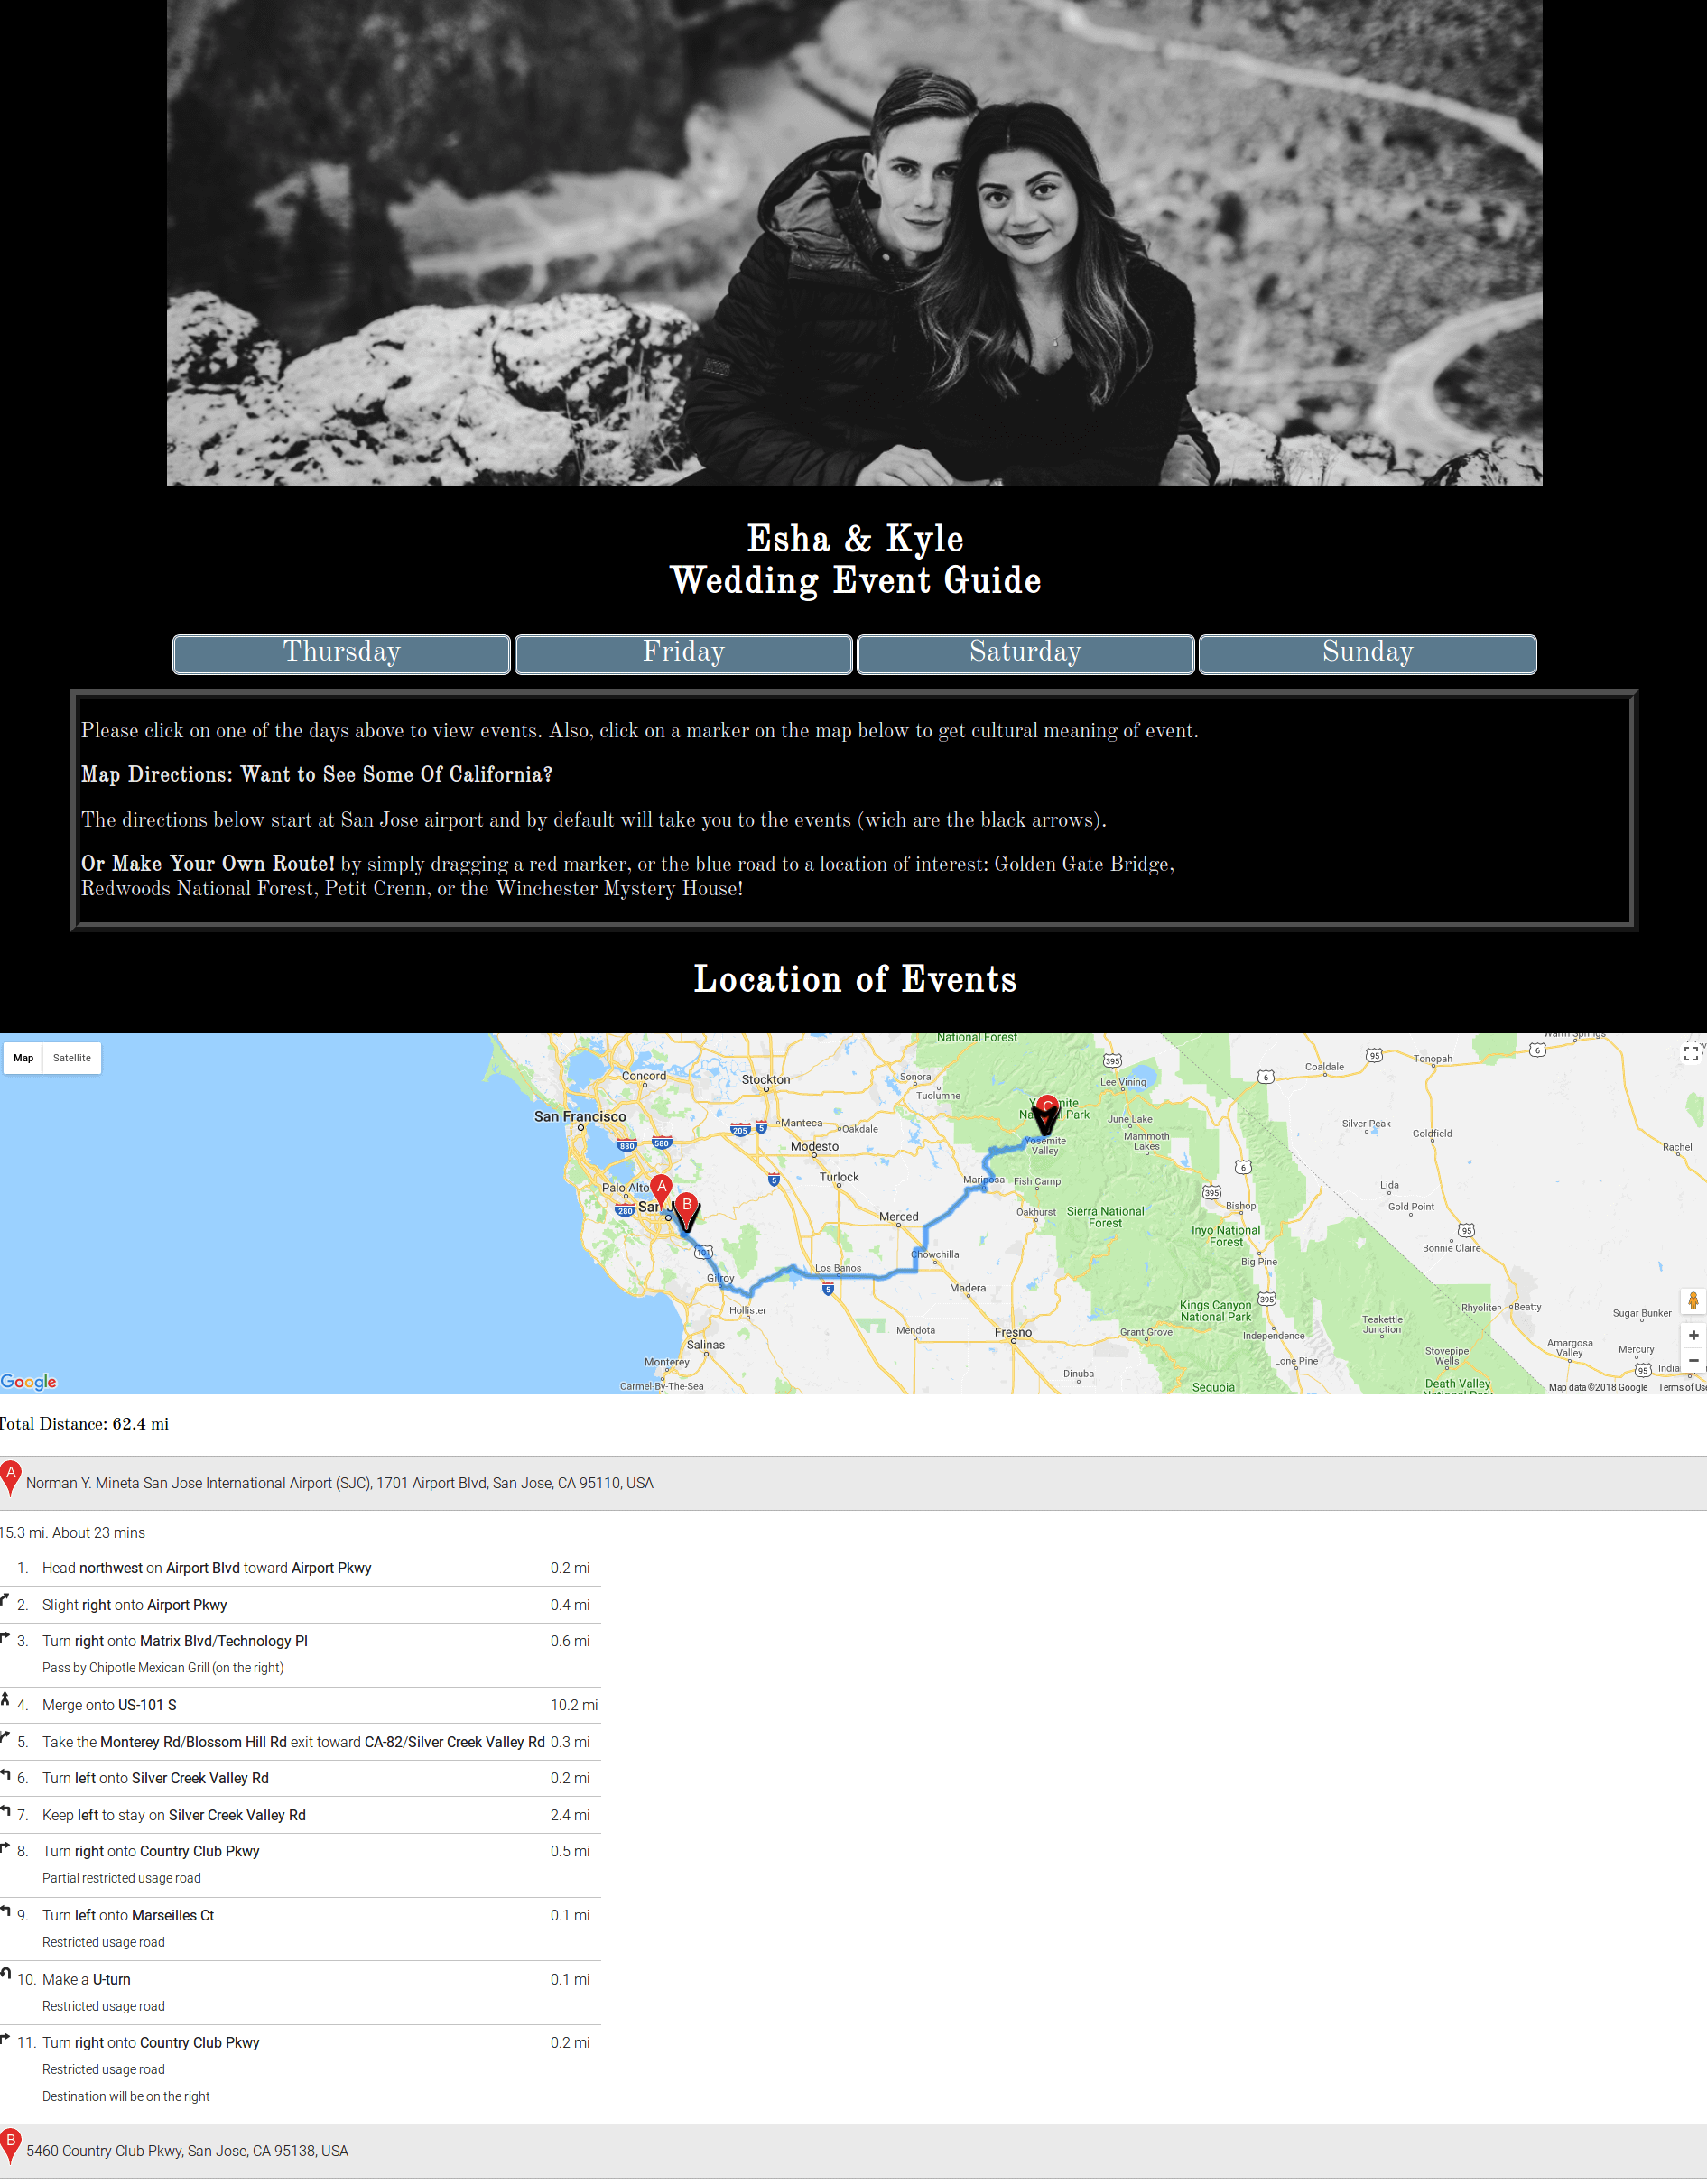 Esha & Kyle
Wedding Event Guide
Thursday Friday Saturday Sunday
Please click on one of the days above to view events. Also, click on a marker on the map below to get cultural meaning of event.
Map Directions: Want to See Some Of California?
The directions below start at San Jose airport and by default will take you to the events (wich are the black arrows).
Or Make Your Own Route! by simply dragging a red marker, or the blue road to a location of interest: Golden Gate Bridge,
Redwoods National Forest, Petit Crenn, or the Winchester Mystery House!
Location of Events
Map Satellite
National Forest
Concord
Stockton
Sonora
Tuolumne
395
Lee Vining
6
Coaldale
95
Tonopah
6
San Francisco
880
580
205
5
Manteca
Oakdale
Modesto
C
June Lake
Mammoth
Lakes
Yosemite
Valley
Silver Peak
Goldfield
Rachel
Palo Alto
A
B
280
5
Turlock
Mariposa
Fish Camp
6
395
Bishop
Lida
Gold Point
Merced
Oakhurst
Sierra National
Forest
Inyo National
Forest
95
Bonnie Claire
101
Chowchilla
Big Pine
Gilroy
Los Banos
5
Madera
Hollister
Kings Canyon
National Park
395
Rhyolite
Beatty
Sugar Bunker
Mendota
Fresno
Grant Grove
Independence
Teakettle
Junction
Salinas
Amargosa
Valley
Mercury
Monterey
Lone Pine
Stovepipe
Wells
95
Carmel-By-The-Sea
Dinuba
Sequoia
Death Valley
Google
Map data ©2018 Google
Terms of Us
Total Distance: 62.4 mi
A Norman Y. Mineta San Jose International Airport (SJC), 1701 Airport Blvd, San Jose, CA 95110, USA
15.3 mi. About 23 mins
1. Head northwest on Airport Blvd toward Airport Pkwy 0.2 mi
2. Slight right onto Airport Pkwy 0.4 mi
3. Turn right onto Matrix Blvd/Technology Pl 0.6 mi
Pass by Chipotle Mexican Grill (on the right)
4. Merge onto US-101 S 10.2 mi
5. Take the Monterey Rd/Blossom Hill Rd exit toward CA-82/Silver Creek Valley Rd 0.3 mi
6. Turn left onto Silver Creek Valley Rd 0.2 mi
7. Keep left to stay on Silver Creek Valley Rd 2.4 mi
8. Turn right onto Country Club Pkwy 0.5 mi
Partial restricted usage road
9. Turn left onto Marseilles Ct 0.1 mi
Restricted usage road
10. Make a U-turn 0.1 mi
Restricted usage road
11. Turn right onto Country Club Pkwy 0.2 mi
Restricted usage road
Destination will be on the right
B 5460 Country Club Pkwy, San Jose, CA 95138, USA